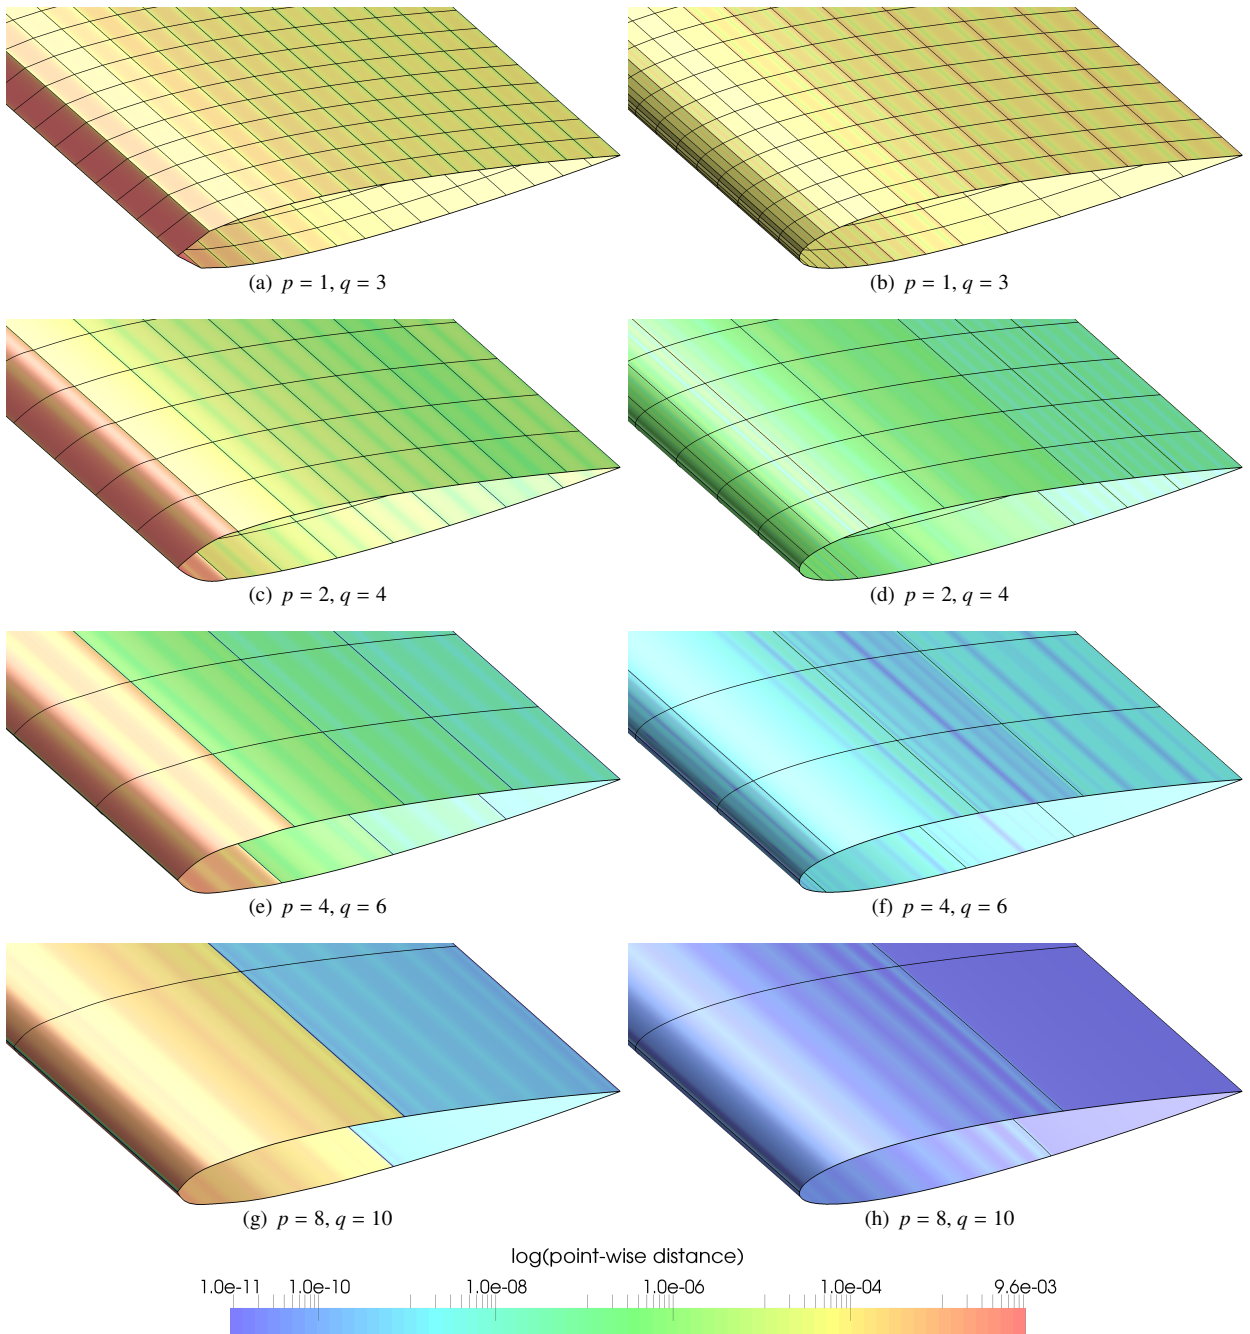 (a) p = 1, q = 3
(b) p = 1, q = 3
(c) p = 2, q = 4
(d) p = 2, q = 4
(e) p = 4, q = 6
(f) p = 4, q = 6
(g) p = 8, q = 10
(h) p = 8, q = 10
log(point-wise distance)
1.0e-11 1.0e-10 1.0e-08 1.0e-06 1.0e-04 9.6e-03